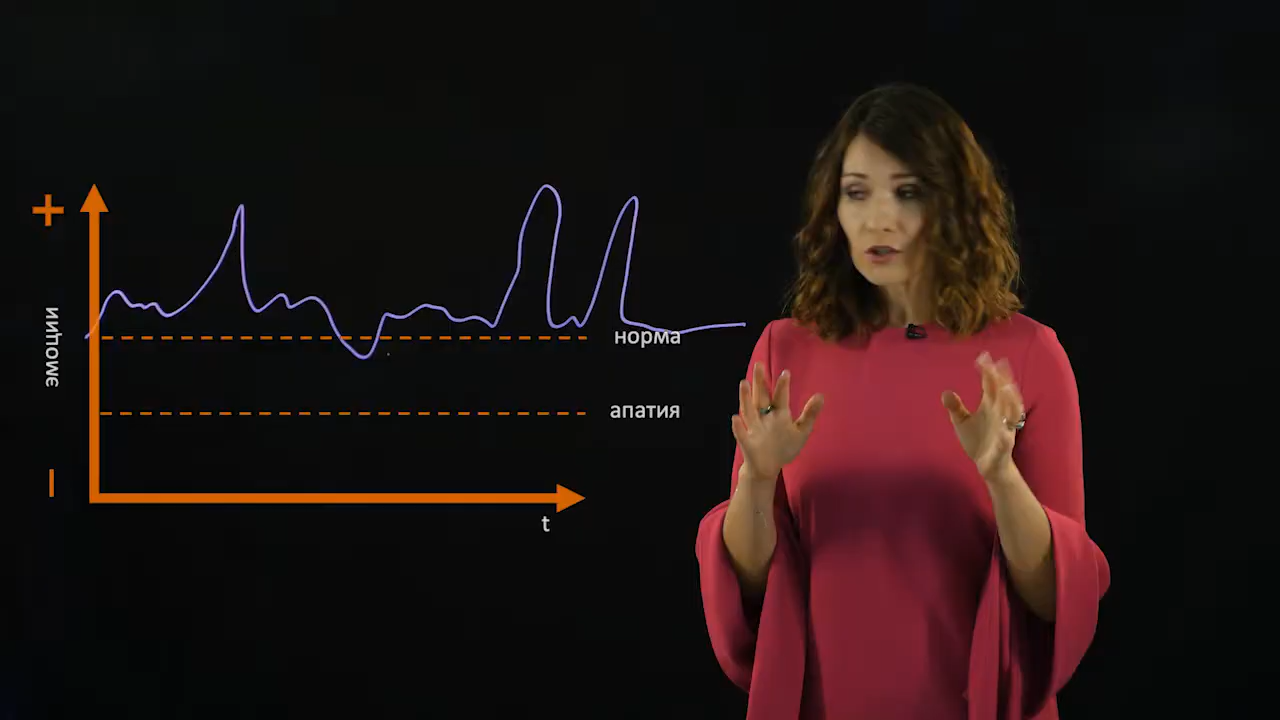 +
эмоции
норма
апатия
–
t